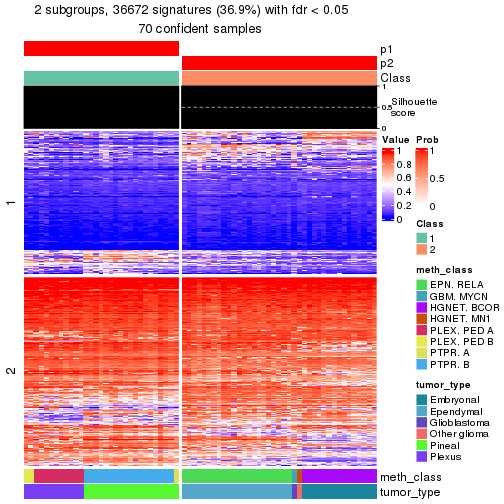 2 subgroups, 36672 signatures (36.9%) with fdr < 0.05
70 confident samples
p1
p2
Class
1
0.5
0
Silhouette
score
1
2
Value
1
0.8
0.6
0.4
0.2
0
Prob
1
0.5
0
Class
1
2
meth_class
EPN. RELA
GBM. MYCN
HGNET. BCOR
HGNET. MN1
PLEX. PED A
PLEX. PED B
PTPR. A
PTPR. B
tumor_type
Embryonal
Ependymal
Glioblastoma
Other glioma
Pineal
Plexus
meth_class
tumor_type